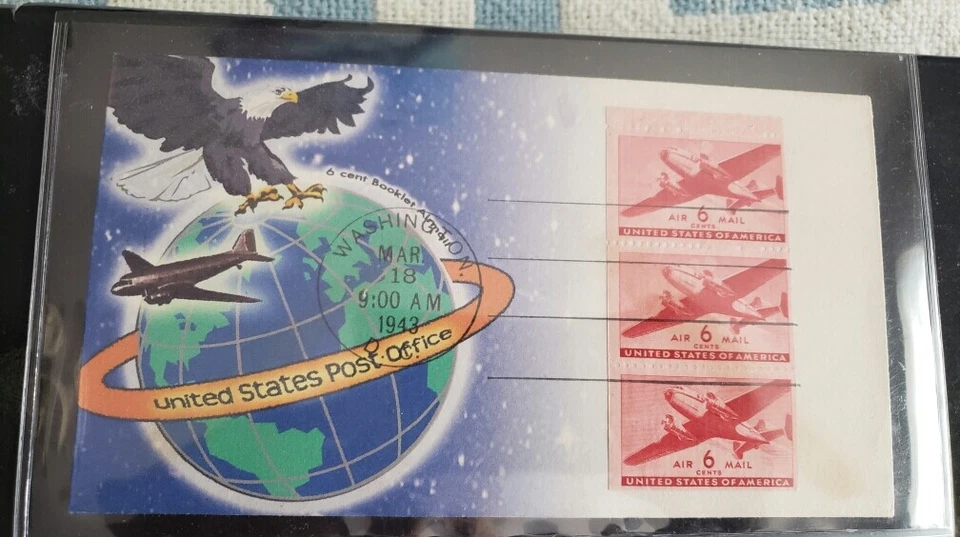 6 cent Booklet Airmail
WASHINGTON
MAR.
18
9:00 AM
1943
D.C.
United States Post Office
AIR 6 MAIL
CENTS
UNITED STATES OF AMERICA
AIR 6 MAIL
CENTS
UNITED STATES OF AMERICA
AIR 6 MAIL
CENTS
UNITED STATES OF AMERICA